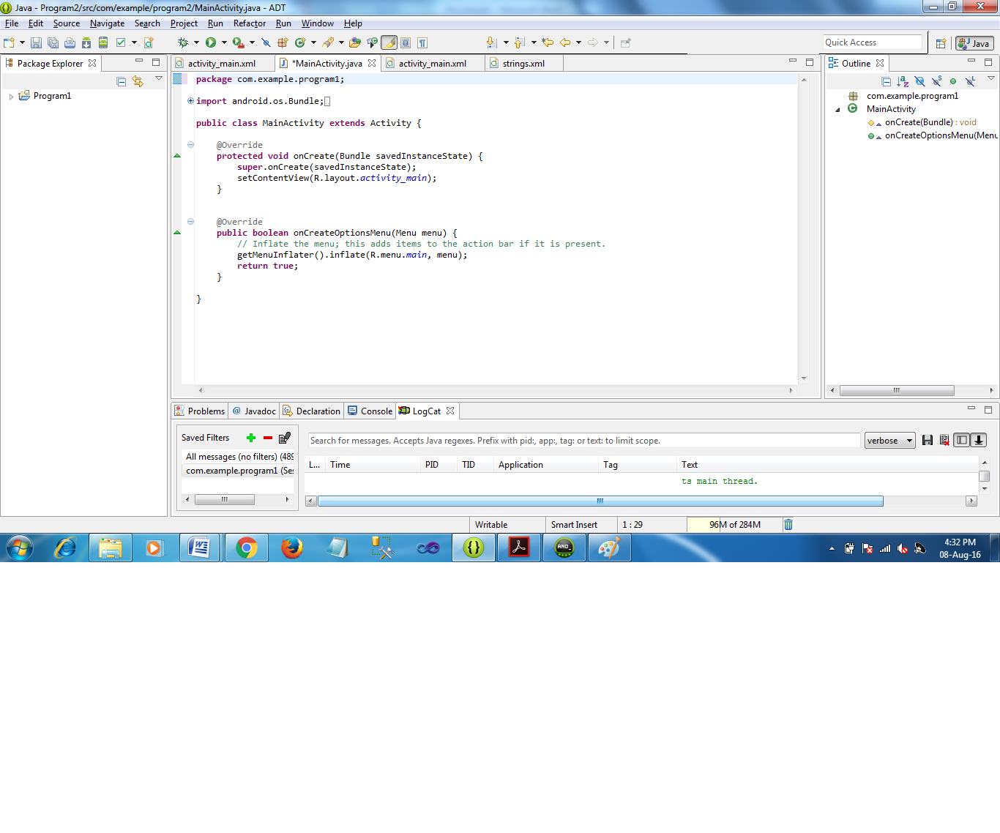 Java - Program2/src/com/example/program2/MainActivity.java - ADT
File Edit Source Navigate Search Project Run Refactor Run Window Help
Quick Access
Java
Package Explorer
activity_main.xml
*MainActivity.java
activity_main.xml
strings.xml
Outline
Program1
package com.example.program1;
import android.os.Bundle;
public class MainActivity extends Activity {
@Override
protected void onCreate(Bundle savedInstanceState) {
super.onCreate(savedInstanceState);
setContentView(R.layout.activity_main);
}
@Override
public boolean onCreateOptionsMenu(Menu menu) {
// Inflate the menu; this adds items to the action bar if it is present.
getMenuInflater().inflate(R.menu.main, menu);
return true;
}
}
com.example.program1
MainActivity
onCreate(Bundle) : void
onCreateOptionsMenu(Menu
Problems @ Javadoc Declaration Console LogCat
Saved Filters
All messages (no filters) (489
com.example.program1 (Ses
Search for messages. Accepts Java regexes. Prefix with pid:, app:, tag: or text: to limit scope.
verbose
L... Time PID TID Application Tag Text
ts main thread.
Writable Smart Insert 1 : 29 96M of 284M
AND_
4:32 PM
08-Aug-16